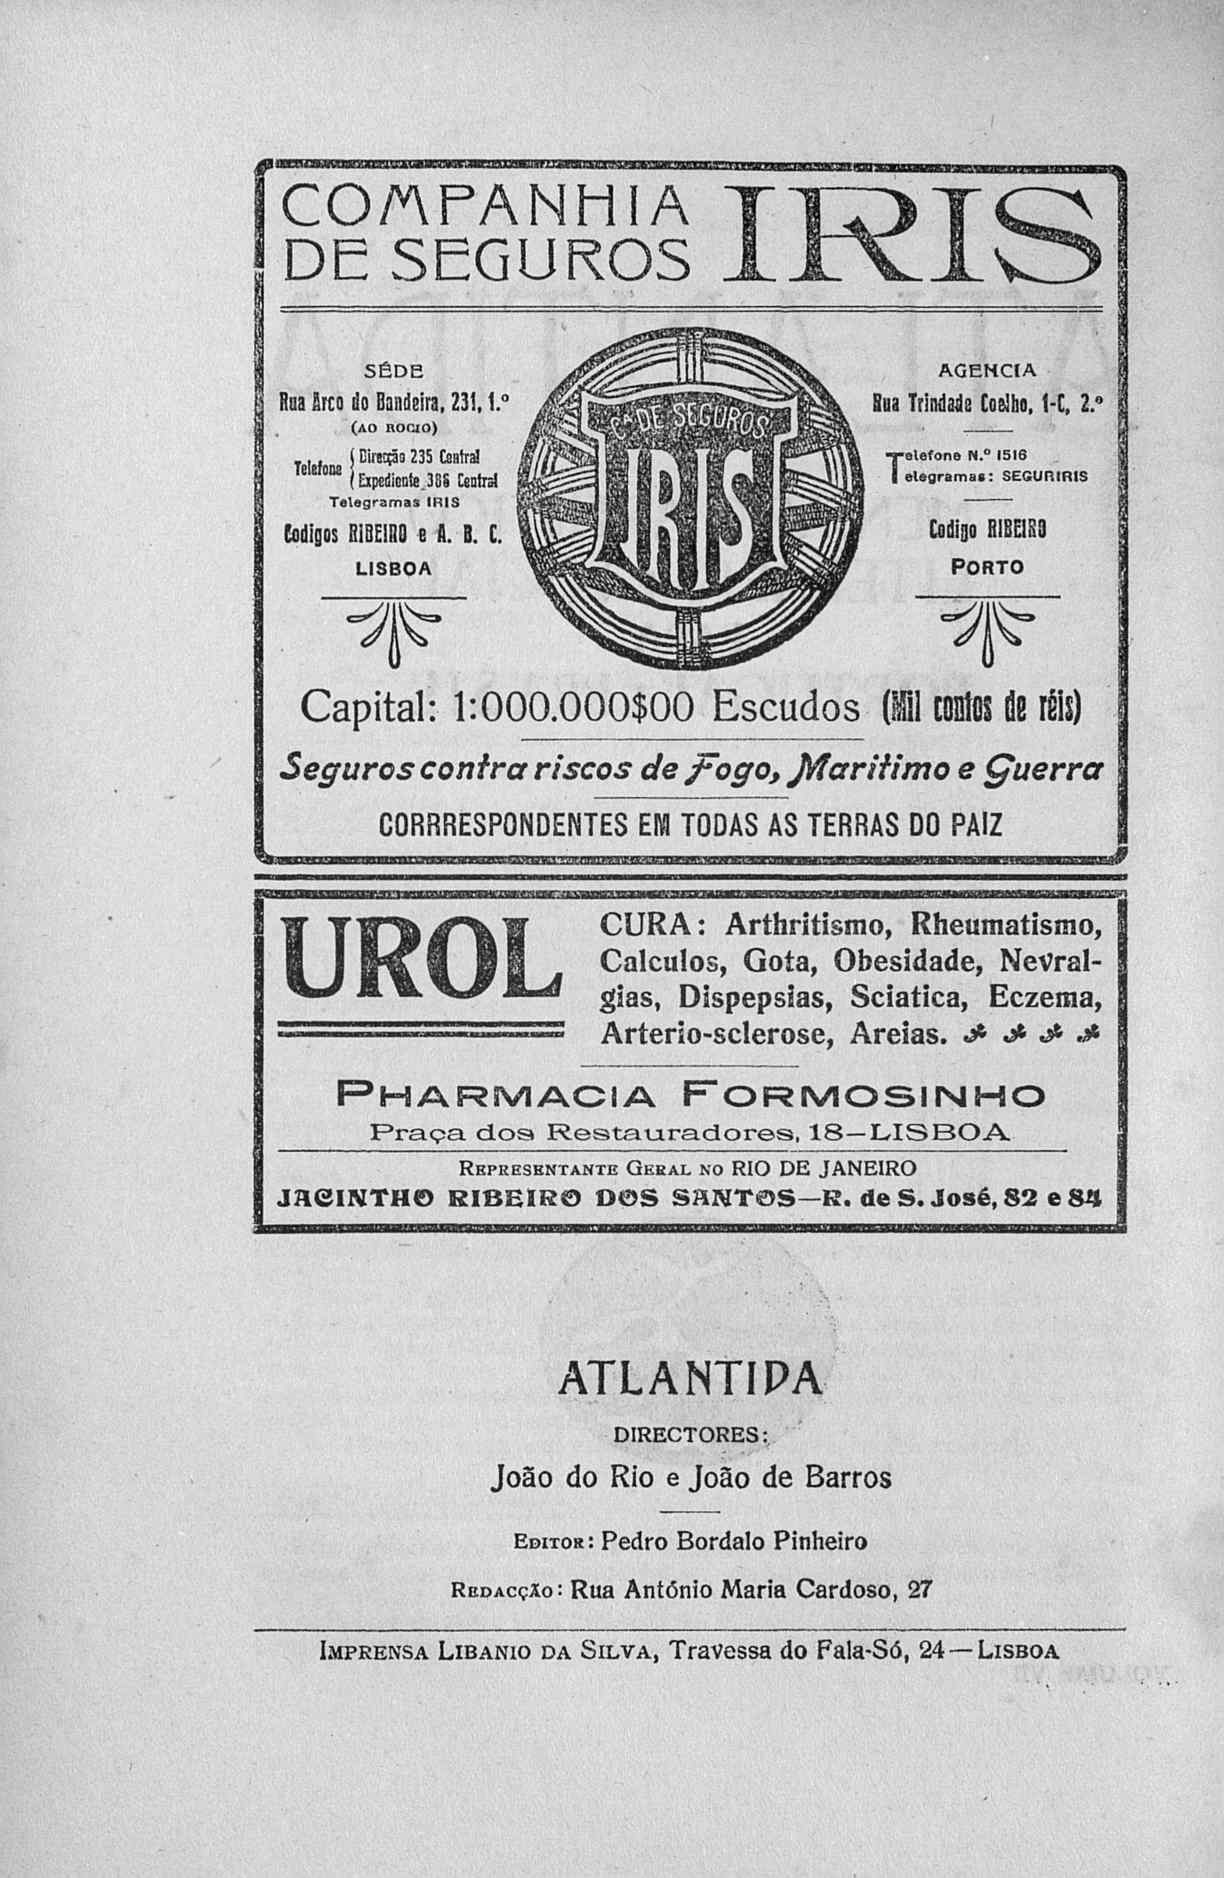 COMPANHIA
DE SEGUROS
IRIS
SÉDE
Rua Arco do Bandeira, 231, 1.º
(AO ROCIO)
Telefone { Direcção 235 Central
Expediente 386 Central
Telegramas IRIS
Codigos RIBEIRO e A. B. C.
LISBOA
Cª DE SEGUROS
IRIS
AGENCIA
Rua Trindade Coelho, 1-C, 2.º
Telefone N.º 1516
Telegramas: SEGURIRIS
Codigo RIBEIRO
PORTO
Capital: 1:000.000$00 Escudos (Mil contos de réis)
Seguros contra riscos de Fogo, Maritimo e Guerra
CORRRESPONDENTES EM TODAS AS TERRAS DO PAIZ
UROL
CURA: Arthritismo, Rheumatismo,
Calculos, Gota, Obesidade, Nevral-
gias, Dispepsias, Sciatica, Eczema,
Arterio-sclerose, Areias.
PHARMACIA FORMOSINHO
Praça dos Restauradores, 18—LISBOA
REPRESENTANTE GERAL NO RIO DE JANEIRO
JACINTHO RIBEIRO DOS SANTOS—R. de S. José, 82 e 84
ATLANTIDA
DIRECTORES:
João do Rio e João de Barros
EDITOR: Pedro Bordalo Pinheiro
REDACÇÃO: Rua António Maria Cardoso, 27
IMPRENSA LIBANIO DA SILVA, Travessa do Fala-Só, 24—LISBOA